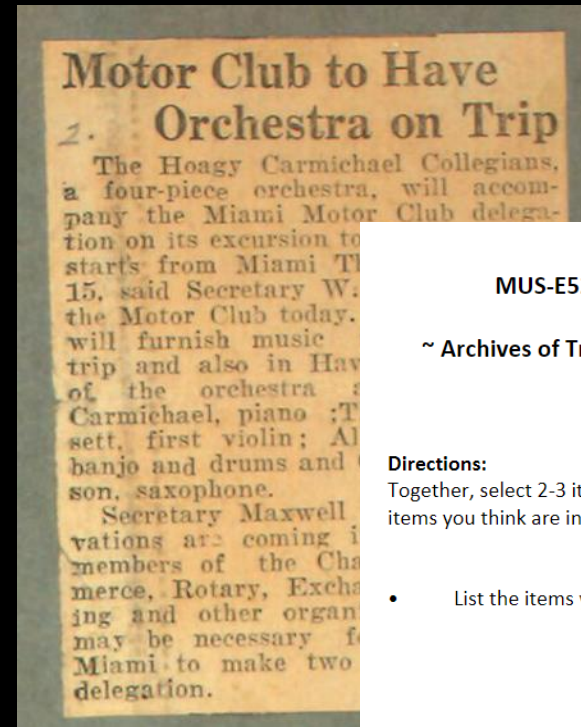 Motor Club to Have
2. Orchestra on Trip
The Hoagy Carmichael Collegians,
a four-piece orchestra, will accom-
pany the Miami Motor Club delega-
tion on its excursion to
starts from Miami
15, said Secretary W.
the Motor Club today.
will furnish music
trip and also in
of the orchestra
Carmichael, piano ;
sett, first violin;
banjo and drums and
son, saxophone.
Secretary Maxwell
vations are coming
members of the
merce, Rotary,
ing and other
may be necessary
Miami to make two
delegation.
MUS-E5
~ Archives of
Directions:
Together, select 2-3
items you think are
• List the items